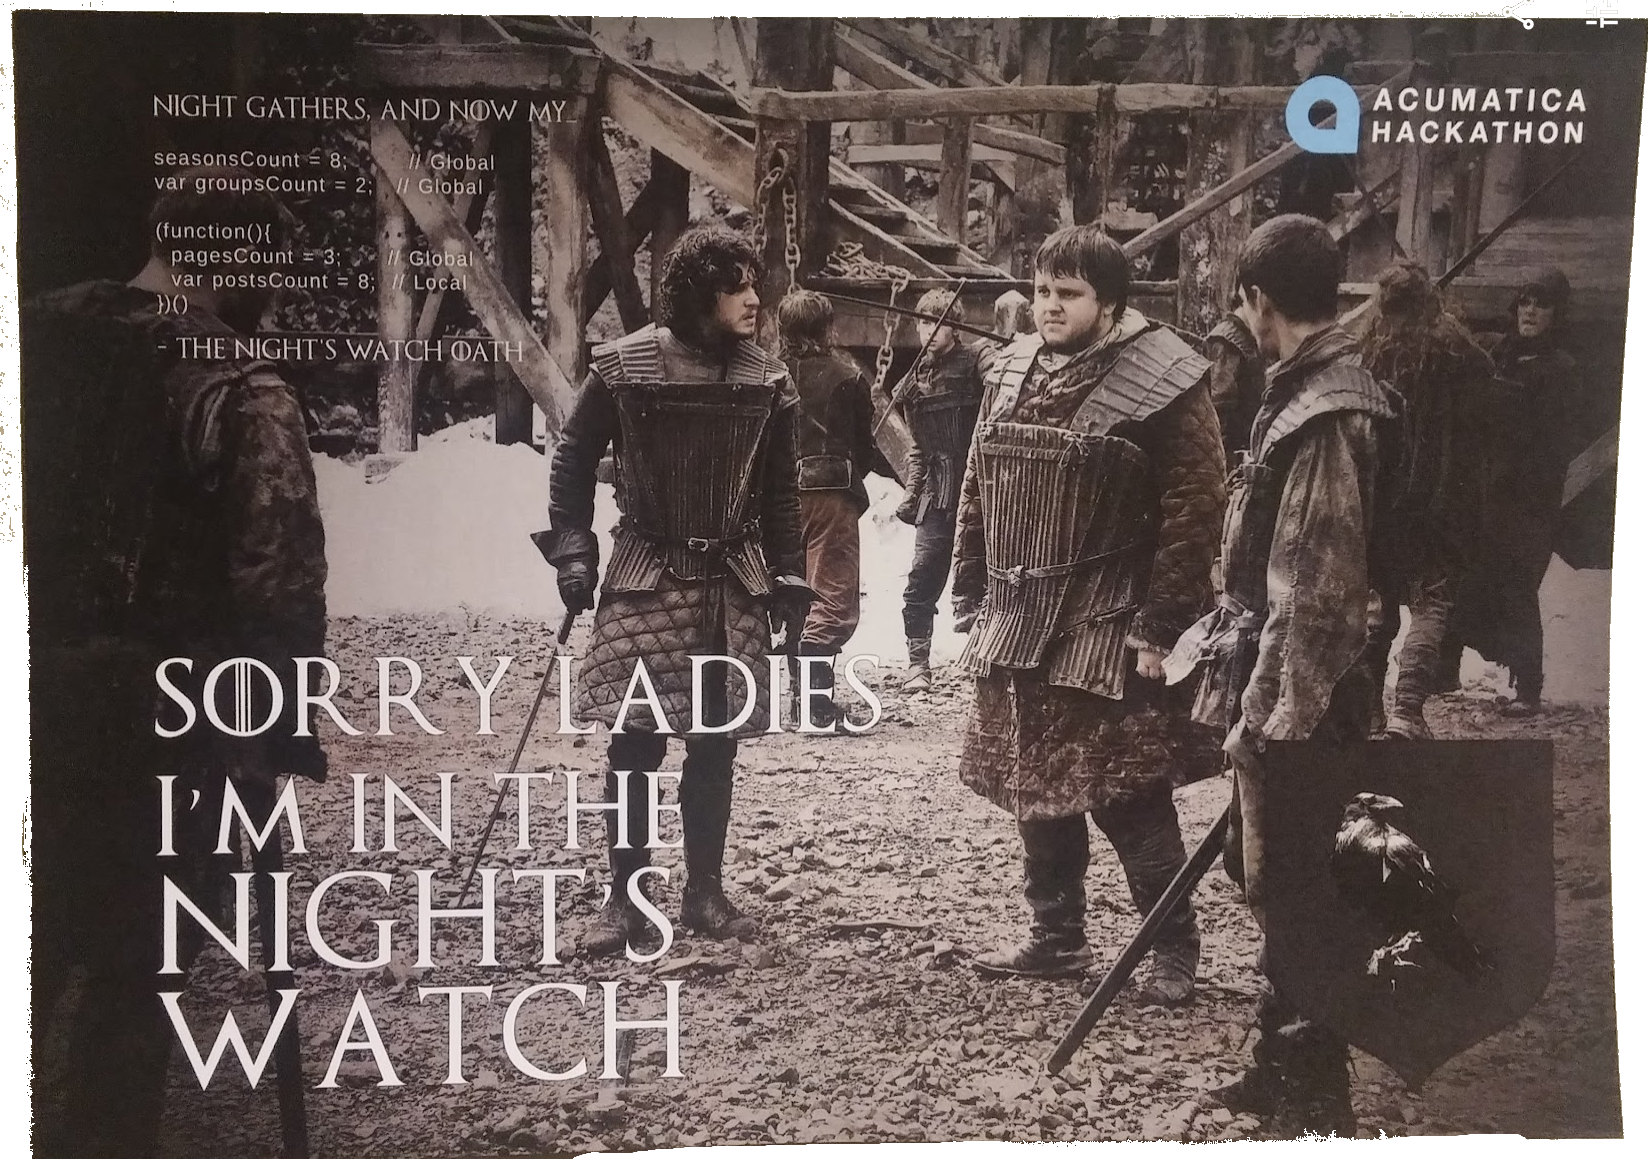 NIGHT GATHERS, AND NOW MY_
seasonsCount = 8; // Global
var groupsCount = 2; // Global
(function(){
pagesCount = 3; // Global
var postsCount = 8; // Local
})()
- THE NIGHT'S WATCH OATH
ACUMATICA
HACKATHON
SORRY LADIES
I'M IN THE
NIGHT'S
WATCH